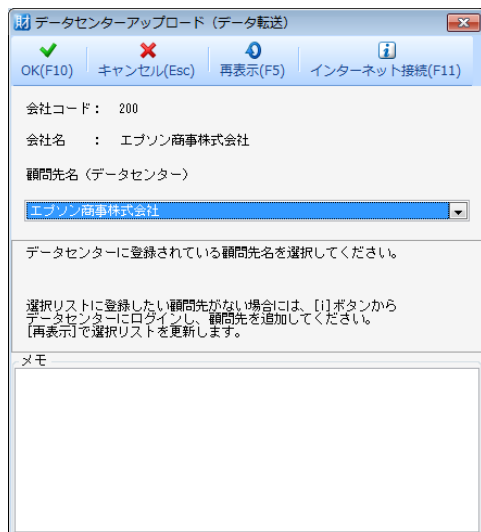 財 データセンターアップロード（データ転送）
OK(F10) キャンセル(Esc) 再表示(F5) インターネット接続(F11)
会社コード： 200
会社名 ： エプソン商事株式会社
顧問先名（データセンター）
エプソン商事株式会社
データセンターに登録されている顧問先名を選択してください。
選択リストに登録したい顧問先がない場合には、[i]ボタンから
データセンターにログインし、顧問先を追加してください。
[再表示]で選択リストを更新します。
メモ